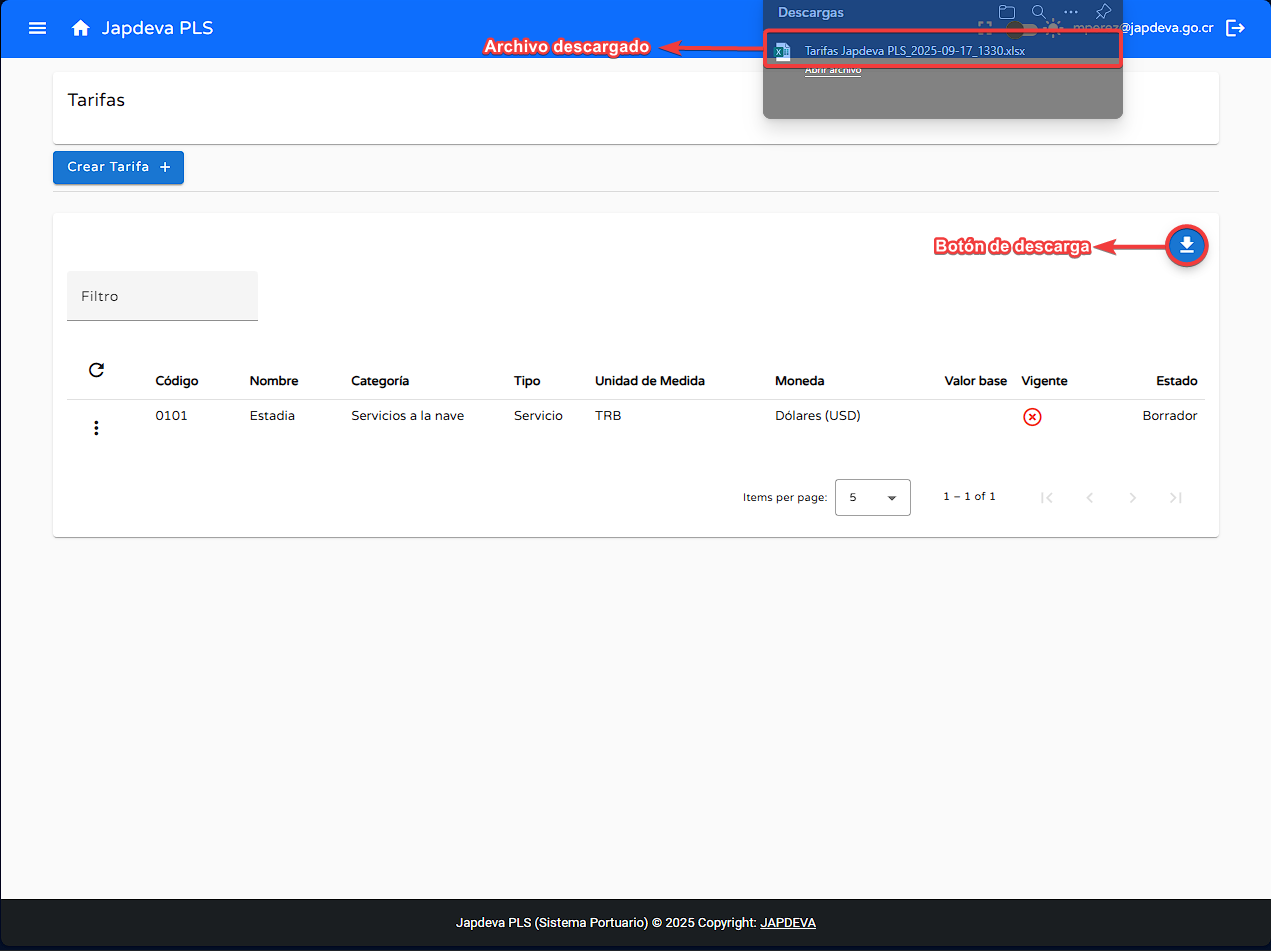 Japdeva PLS
Descargas
mperez@japdeva.go.cr
Archivo descargado
Tarifas Japdeva PLS_2025-09-17_1330.xlsx
Abrir archivo
Tarifas
Crear Tarifa +
Botón de descarga
Filtro
Código Nombre Categoría Tipo Unidad de Medida Moneda Valor base Vigente Estado
0101 Estadia Servicios a la nave Servicio TRB Dólares (USD) Borrador
Items per page: 5 1 – 1 of 1
Japdeva PLS (Sistema Portuario) © 2025 Copyright: JAPDEVA